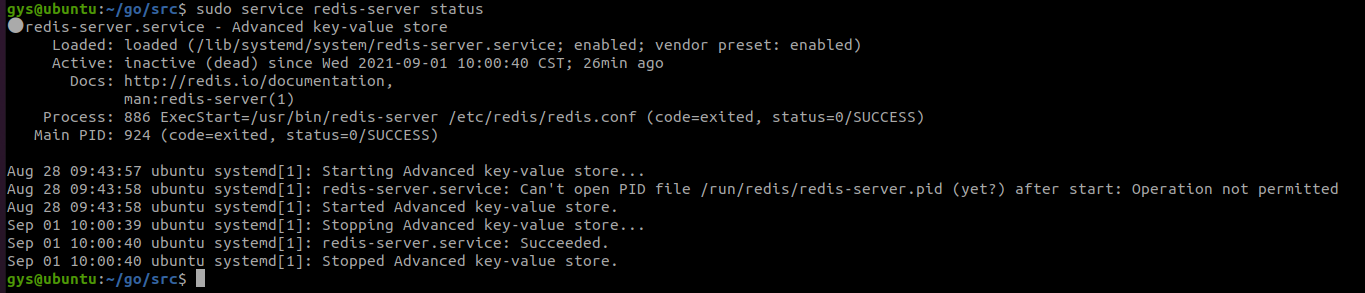 gys@ubuntu:~/go/src$ sudo service redis-server status
●redis-server.service - Advanced key-value store
     Loaded: loaded (/lib/systemd/system/redis-server.service; enabled; vendor preset: enabled)
     Active: inactive (dead) since Wed 2021-09-01 10:00:40 CST; 26min ago
       Docs: http://redis.io/documentation,
             man:redis-server(1)
    Process: 886 ExecStart=/usr/bin/redis-server /etc/redis/redis.conf (code=exited, status=0/SUCCESS)
   Main PID: 924 (code=exited, status=0/SUCCESS)

Aug 28 09:43:57 ubuntu systemd[1]: Starting Advanced key-value store...
Aug 28 09:43:58 ubuntu systemd[1]: redis-server.service: Can't open PID file /run/redis/redis-server.pid (yet?) after start: Operation not permitted
Aug 28 09:43:58 ubuntu systemd[1]: Started Advanced key-value store.
Sep 01 10:00:39 ubuntu systemd[1]: Stopping Advanced key-value store...
Sep 01 10:00:40 ubuntu systemd[1]: redis-server.service: Succeeded.
Sep 01 10:00:40 ubuntu systemd[1]: Stopped Advanced key-value store.
gys@ubuntu:~/go/src$